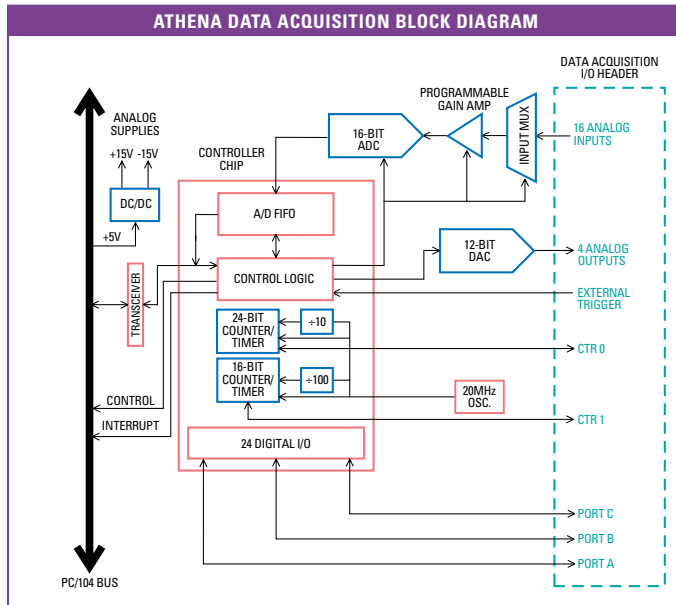 ATHENA DATA ACQUISITION BLOCK DIAGRAM
DATA ACQUISITION
I/O HEADER
PROGRAMMABLE
GAIN AMP
INPUT MUX
16-BIT
ADC
16 ANALOG
INPUTS
ANALOG
SUPPLIES
+15V -15V
DC/DC
+5V
CONTROLLER
CHIP
A/D FIFO
CONTROL LOGIC
12-BIT
DAC
4 ANALOG
OUTPUTS
EXTERNAL
TRIGGER
TRANSCEIVER
24-BIT
COUNTER/
TIMER
÷10
CTR 0
16-BIT
COUNTER/
TIMER
÷100
20MHz
OSC.
CTR 1
CONTROL
INTERRUPT
24 DIGITAL I/O
PORT C
PORT B
PORT A
PC/104 BUS